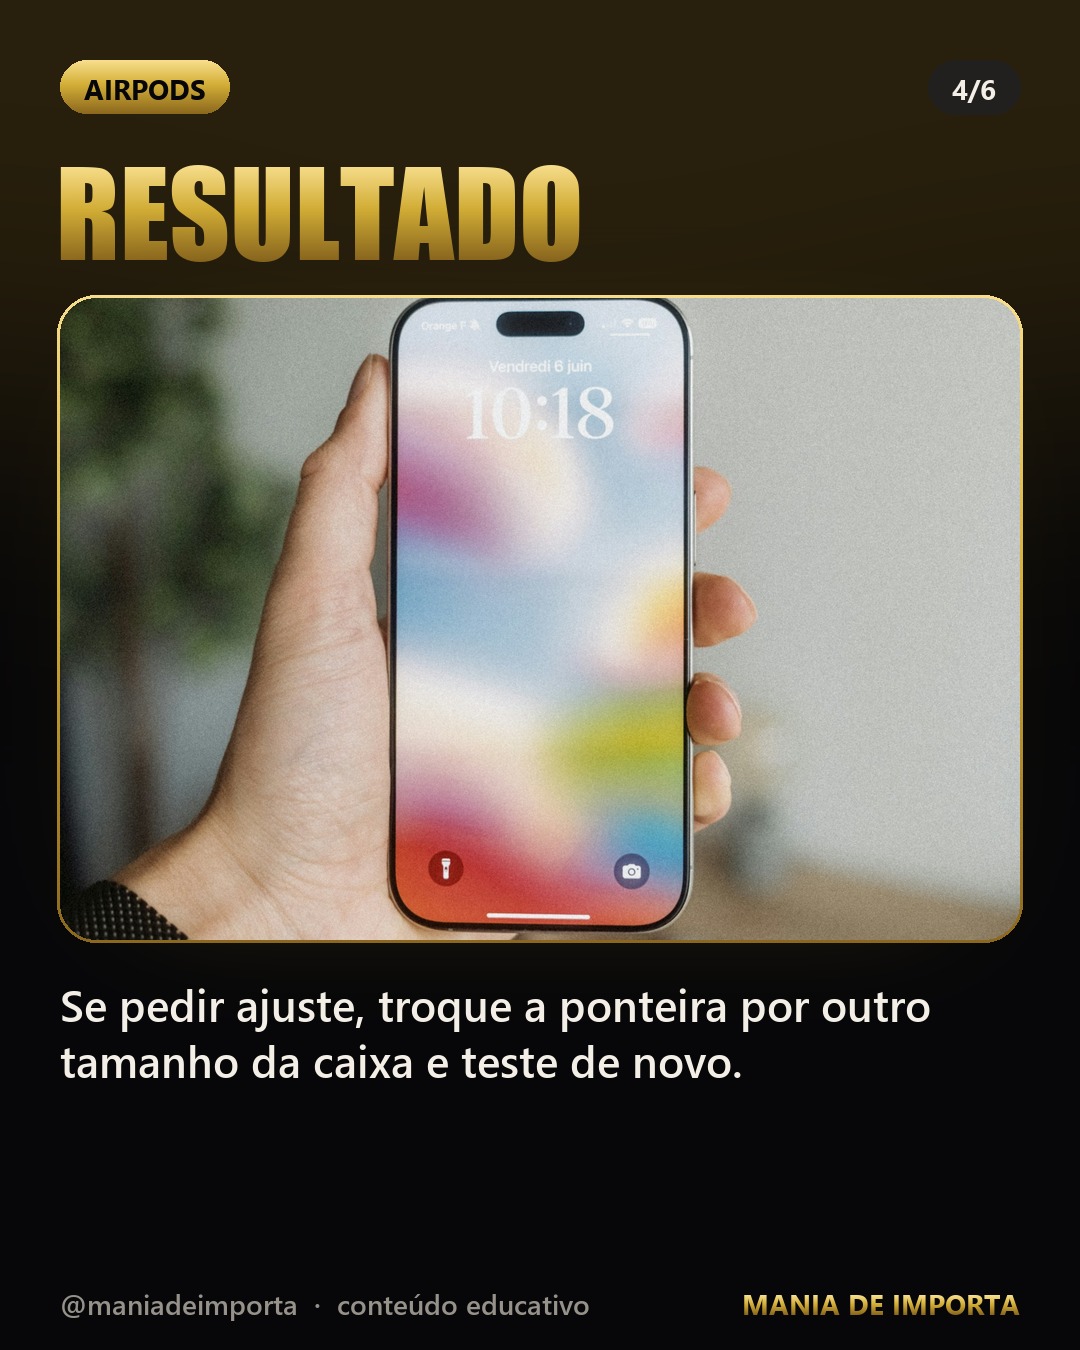 AIRPODS
4/6
RESULTADO
Orange F
Vendredi 6 juin
10:18
Se pedir ajuste, troque a ponteira por outro
tamanho da caixa e teste de novo.
@maniadeimporta · conteúdo educativo
MANIA DE IMPORTA